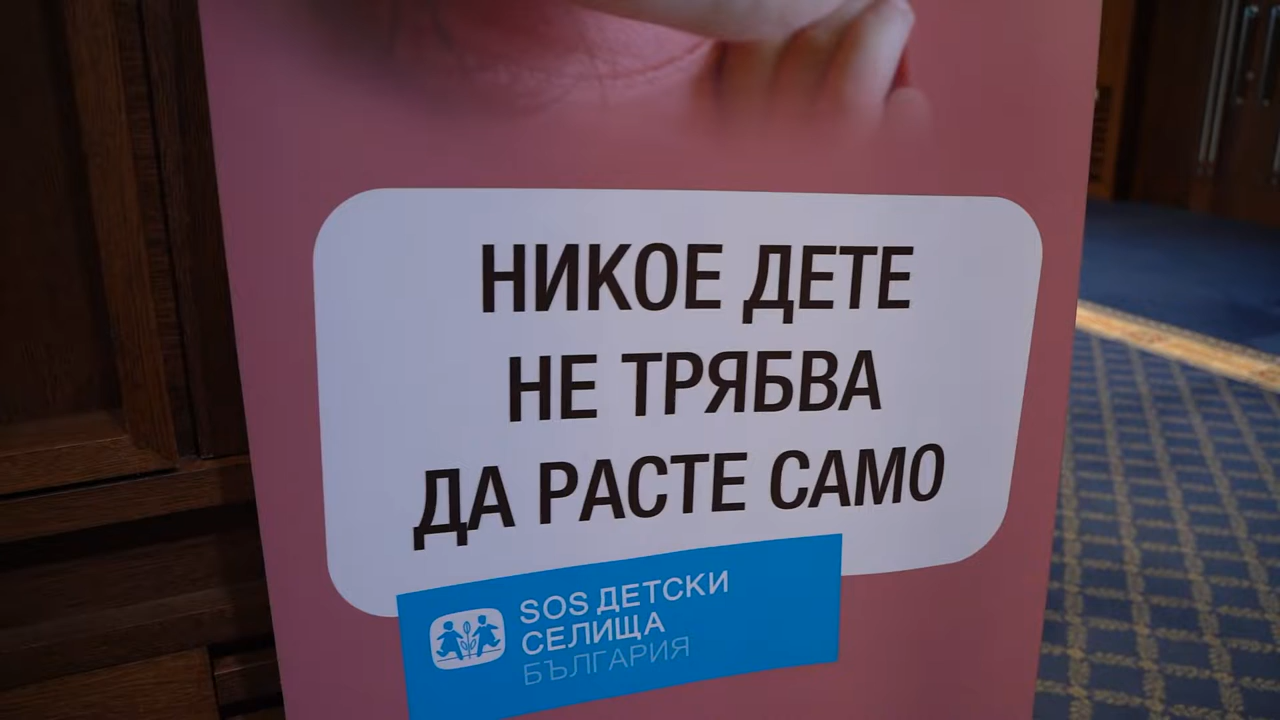 НИКОЕ ДЕТЕ
НЕ ТРЯБВА
ДА РАСТЕ САМО
SOS ДЕТСКИ
СЕЛИЩА
БЪЛГАРИЯ